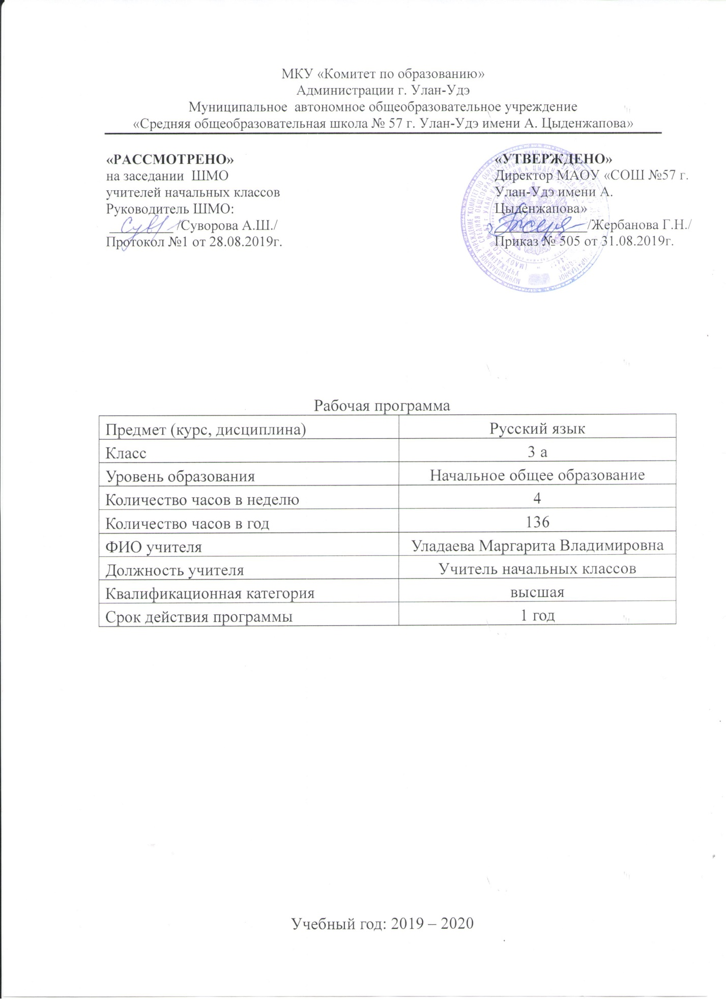 МКУ «Комитет по образованию»
Администрации г. Улан-Удэ
Муниципальное  автономное общеобразовательное учреждение
«Средняя общеобразовательная школа № 57 г. Улан-Удэ имени А. Цыденжапова»
«РАССМОТРЕНО»
на заседании  ШМО
учителей начальных классов
Руководитель ШМО:
/Суворова А.Ш./
Протокол №1 от 28.08.2019г.
«УТВЕРЖДЕНО»
Директор МАОУ «СОШ №57 г.
Улан-Удэ имени А.
Цыденжапова»
/Жербанова Г.Н./
Приказ № 505 от 31.08.2019г.
Рабочая программа
Предмет (курс, дисциплина) Русский язык
Класс 3 а
Уровень образования Начальное общее образование
Количество часов в неделю 4
Количество часов в год 136
ФИО учителя Уладаева Маргарита Владимировна
Должность учителя Учитель начальных классов
Квалификационная категория высшая
Срок действия программы 1 год
Учебный год: 2019 – 2020